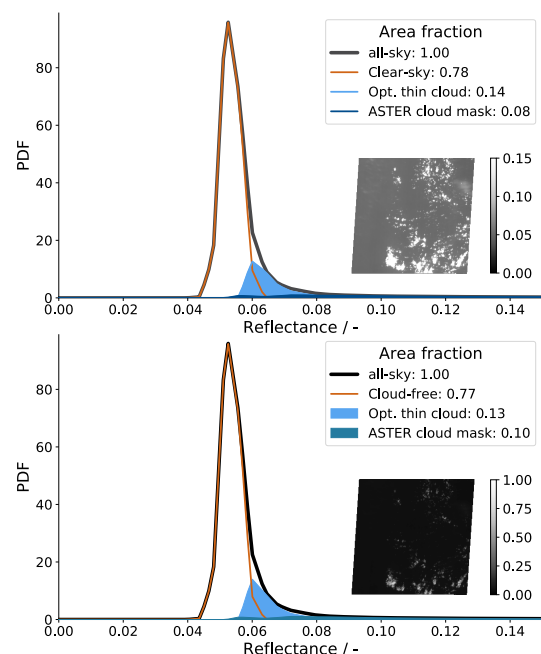 Area fraction
all-sky: 1.00
Clear-sky: 0.78
Opt. thin cloud: 0.14
ASTER cloud mask: 0.08
PDF
80
60
40
20
0
0.15
0.10
0.05
0.00
0.00 0.02 0.04 0.06 0.08 0.10 0.12 0.14
Reflectance / -
Area fraction
all-sky: 1.00
Cloud-free: 0.77
Opt. thin cloud: 0.13
ASTER cloud mask: 0.10
PDF
80
60
40
20
0
1.00
0.75
0.50
0.25
0.00
0.00 0.02 0.04 0.06 0.08 0.10 0.12 0.14
Reflectance / -